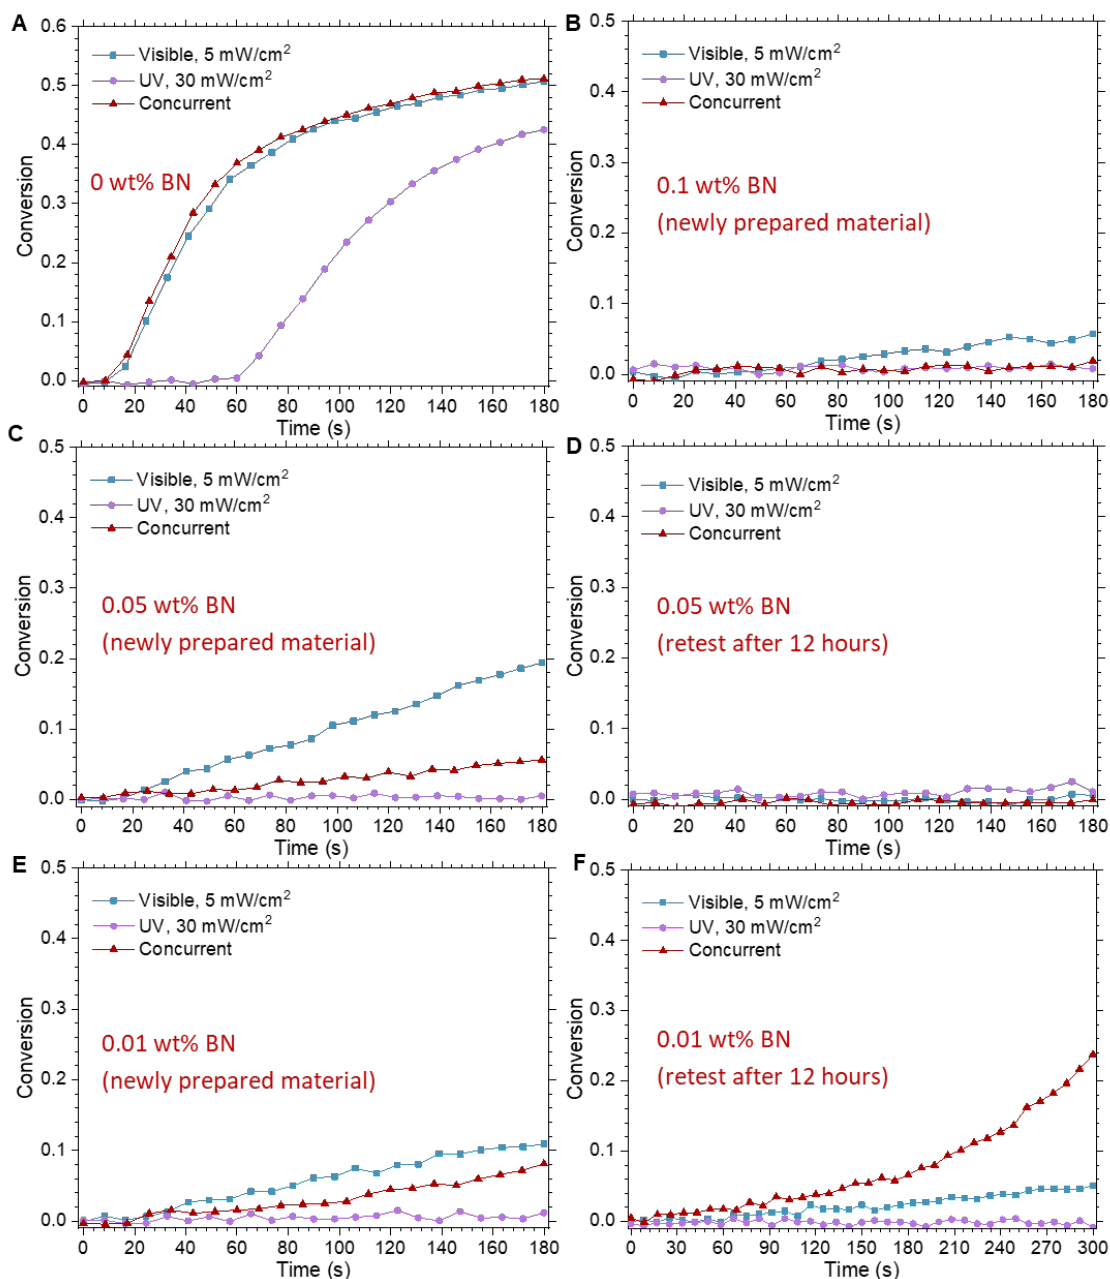 A
Visible, 5 mW/cm²
UV, 30 mW/cm²
Concurrent
0 wt% BN
Conversion
0.6
0.5
0.4
0.3
0.2
0.1
0.0
0 20 40 60 80 100 120 140 160 180
Time (s)
B
Visible, 5 mW/cm²
UV, 30 mW/cm²
Concurrent
0.1 wt% BN
(newly prepared material)
Conversion
0.5
0.4
0.3
0.2
0.1
0.0
0 20 40 60 80 100 120 140 160 180
Time (s)
C
Visible, 5 mW/cm²
UV, 30 mW/cm²
Concurrent
0.05 wt% BN
(newly prepared material)
Conversion
0.5
0.4
0.3
0.2
0.1
0.0
0 20 40 60 80 100 120 140 160 180
Time (s)
D
Visible, 5 mW/cm²
UV, 30 mW/cm²
Concurrent
0.05 wt% BN
(retest after 12 hours)
Conversion
0.5
0.4
0.3
0.2
0.1
0.0
0 20 40 60 80 100 120 140 160 180
Time (s)
E
Visible, 5 mW/cm²
UV, 30 mW/cm²
Concurrent
0.01 wt% BN
(newly prepared material)
Conversion
0.5
0.4
0.3
0.2
0.1
0.0
0 20 40 60 80 100 120 140 160 180
Time (s)
F
Visible, 5 mW/cm²
UV, 30 mW/cm²
Concurrent
0.01 wt% BN
(retest after 12 hours)
Conversion
0.5
0.4
0.3
0.2
0.1
0.0
0 30 60 90 120 150 180 210 240 270 300
Time (s)